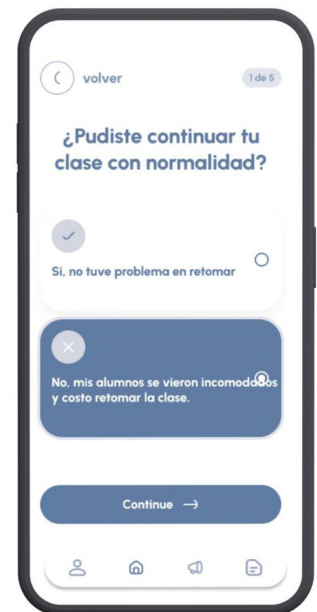 volver
1 de 5
¿Pudiste continuar tu
clase con normalidad?
Si, no tuve problema en retomar
No, mis alumnos se vieron incomodados
y costo retomar la clase.
Continue